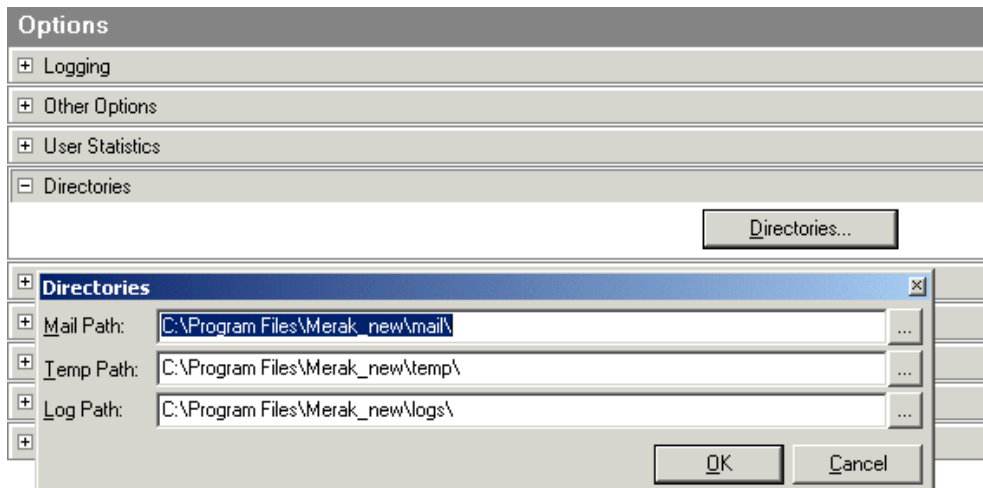 Options
Logging
Other Options
User Statistics
Directories
Directories...
Directories
Mail Path: C:\Program Files\Merak_new\mail\ ...
Temp Path: C:\Program Files\Merak_new\temp\ ...
Log Path: C:\Program Files\Merak_new\logs\ ...
OK Cancel